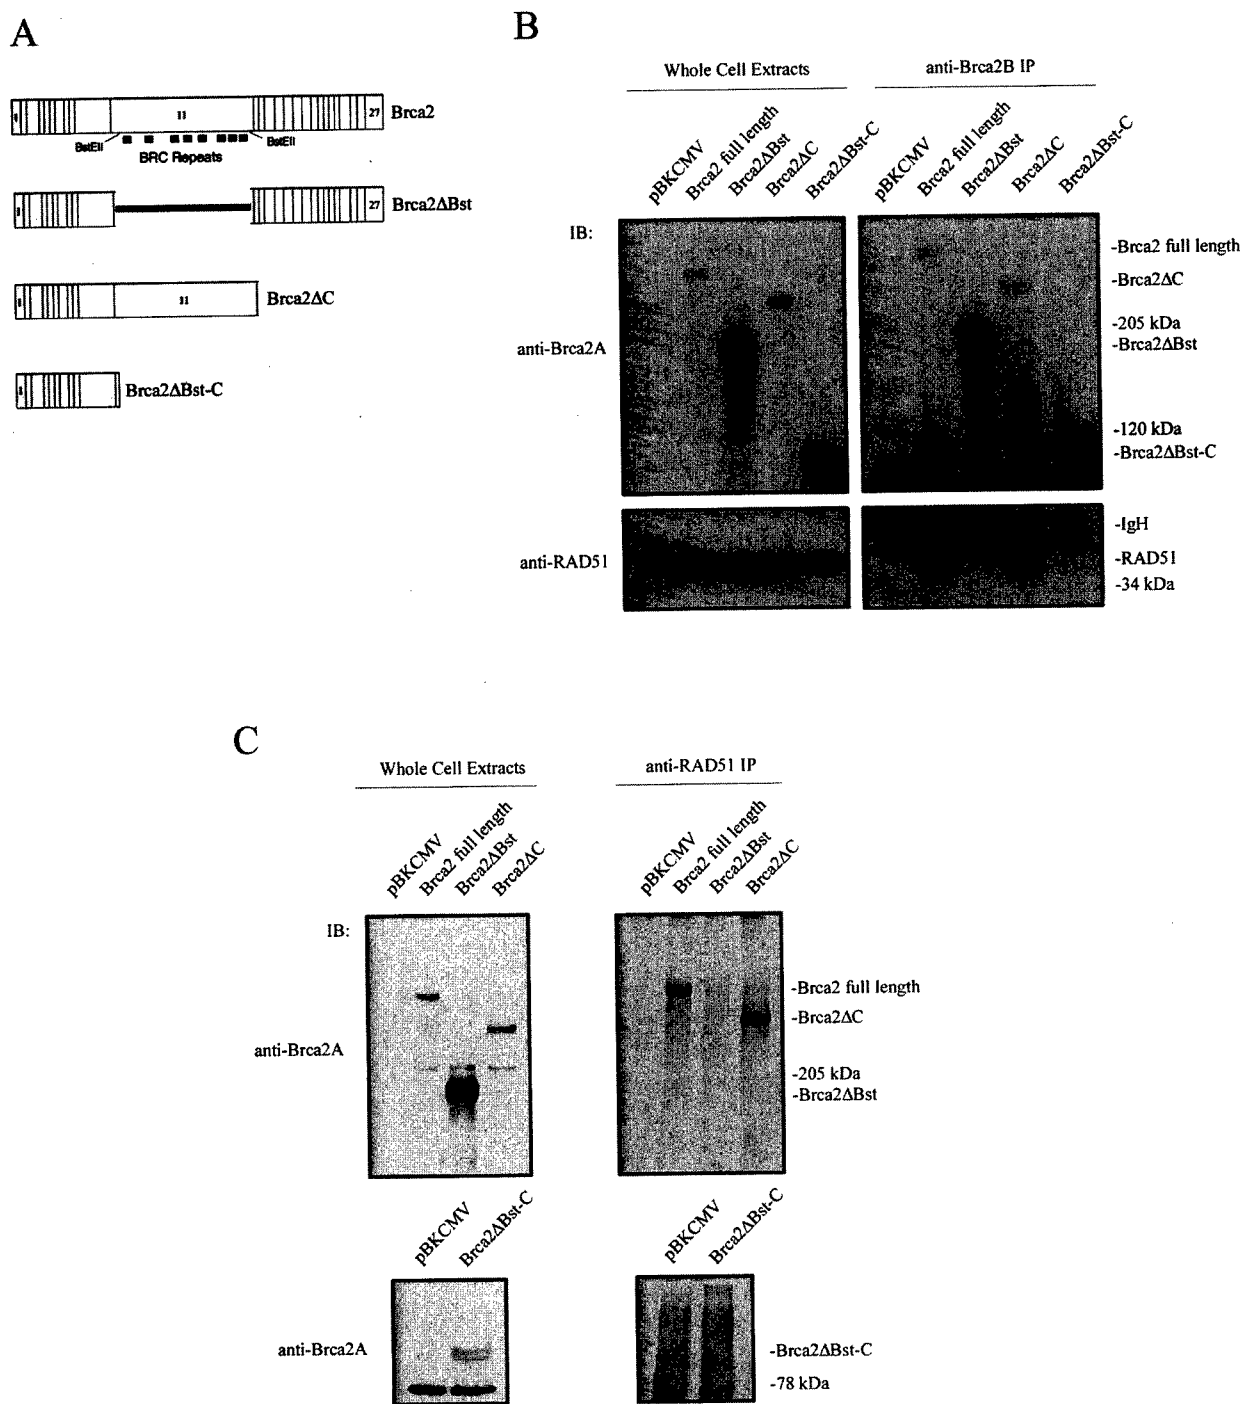 A
1
11
27
Brca2
BstEII
BstEII
BRC Repeats
1
27
Brca2ΔBst
1
11
Brca2ΔC
1
Brca2ΔBst-C
B
Whole Cell Extracts
anti-Brca2B IP
pBKCMV
Brca2 full length
Brca2ΔBst
Brca2ΔC
Brca2ΔBst-C
pBKCMV
Brca2 full length
Brca2ΔBst
Brca2ΔC
Brca2ΔBst-C
IB:
-Brca2 full length
-Brca2ΔC
-205 kDa
anti-Brca2A
-Brca2ΔBst
-120 kDa
-Brca2ΔBst-C
-IgH
anti-RAD51
-RAD51
-34 kDa
C
Whole Cell Extracts
anti-RAD51 IP
pBKCMV
Brca2 full length
Brca2ΔBst
Brca2ΔC
pBKCMV
Brca2 full length
Brca2ΔBst
Brca2ΔC
IB:
-Brca2 full length
-Brca2ΔC
anti-Brca2A
-205 kDa
-Brca2ΔBst
pBKCMV
Brca2ΔBst-C
pBKCMV
Brca2ΔBst-C
anti-Brca2A
-Brca2ΔBst-C
-78 kDa